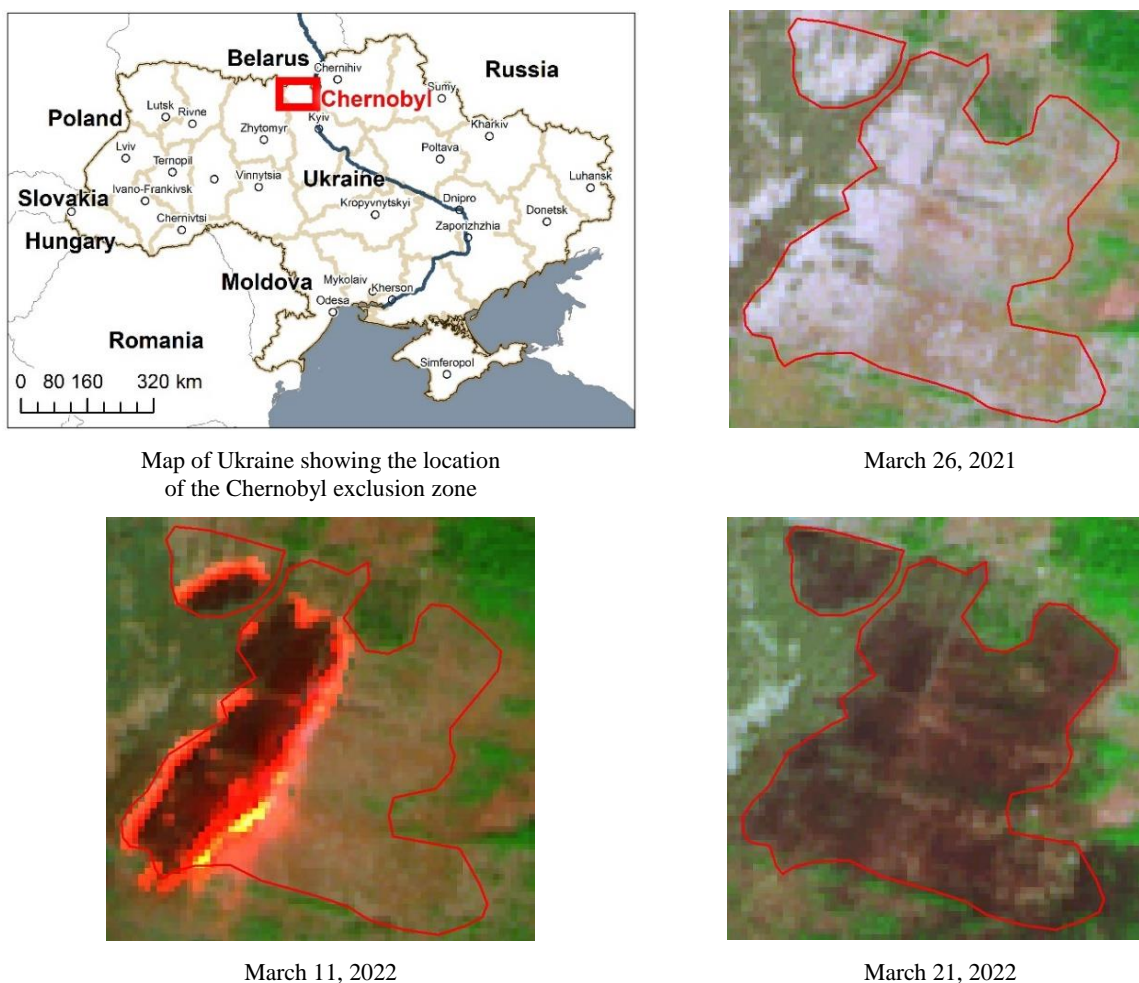 Belarus
Chernihiv
Russia
Chernobyl
Sumy
Lutsk
Rivne
Poland
Kyiv
Zhytomyr
Kharkiv
Lviv
Poltava
Ternopil
Vinnytsia
Ukraine
Luhansk
Ivano-Frankivsk
Slovakia
Dnipro
Kropyvnytskyi
Donetsk
Chernivtsi
Zaporizhzhia
Hungary
Moldova
Mykolaiv
Kherson
Odesa
Romania
Simferopol
0 80 160 320 km
Map of Ukraine showing the location
of the Chernobyl exclusion zone
March 26, 2021
March 11, 2022
March 21, 2022